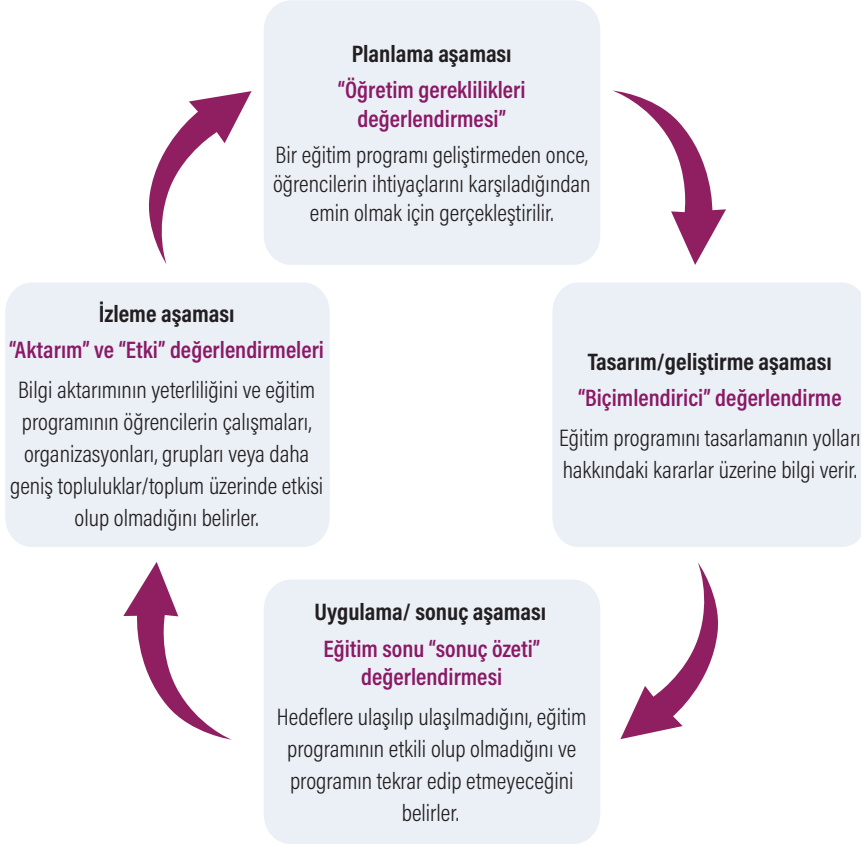 Planlama aşaması
“Öğretim gereklilikleri
değerlendirmesi”
Bir eğitim programı geliştirmeden once,
öğrencilerin ihtiyaçlarını karşıladığından
emin olmak için gerçekleştirilir.
Tasarım/geliştirme aşaması
“Biçimlendirici” değerlendirme
Eğitim programını tasarlamanın yolları
hakkındaki kararlar üzerine bilgi verir.
Uygulama/ sonuç aşaması
Eğitim sonu “sonuç özeti”
değerlendirmesi
Hedeflere ulaşılıp ulaşılmadığını, eğitim
programının etkili olup olmadığını ve
programın tekrar edip etmeyeceğini
belirler.
İzleme aşaması
“Aktarım” ve “Etki” değerlendirmeleri
Bilgi aktarımının yeterliliğini ve eğitim
programının öğrencilerin çalışmaları,
organizasyonları, grupları veya daha
geniş topluluklar/toplum üzerinde etkisi
olup olmadığını belirler.